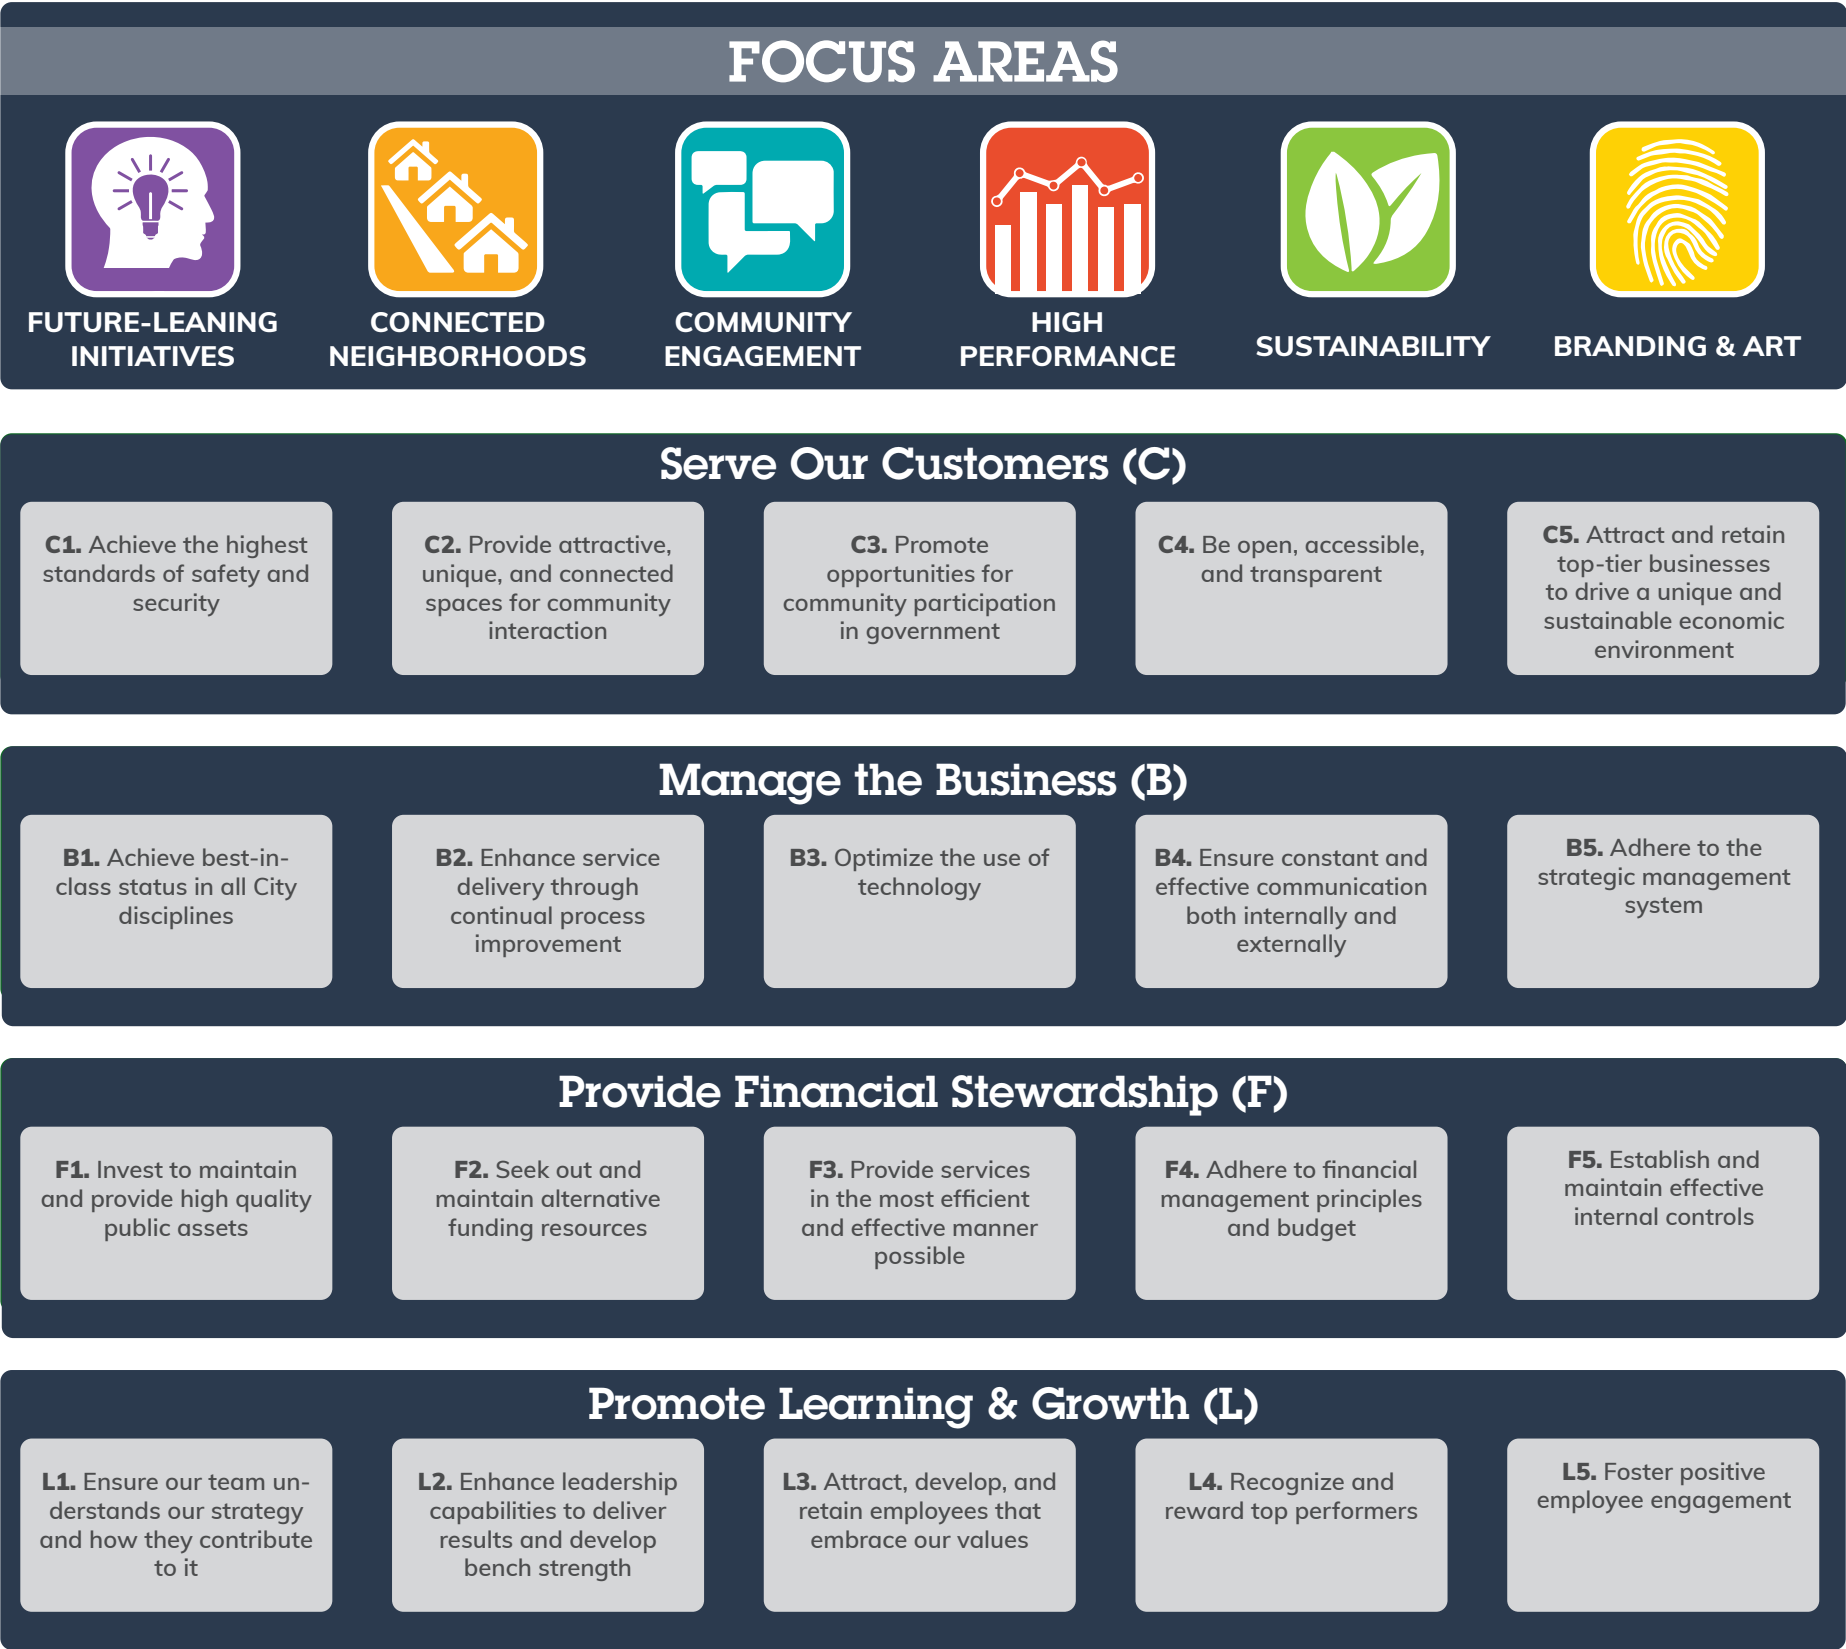 FOCUS AREAS
FUTURE-LEANING
INITIATIVES
CONNECTED
NEIGHBORHOODS
COMMUNITY
ENGAGEMENT
HIGH
PERFORMANCE
SUSTAINABILITY
BRANDING & ART
Serve Our Customers (C)
C1. Achieve the highest
standards of safety and
security
C2. Provide attractive,
unique, and connected
spaces for community
interaction
C3. Promote
opportunities for
community participation
in government
C4. Be open, accessible,
and transparent
C5. Attract and retain
top-tier businesses
to drive a unique and
sustainable economic
environment
Manage the Business (B)
B1. Achieve best-in-
class status in all City
disciplines
B2. Enhance service
delivery through
continual process
improvement
B3. Optimize the use of
technology
B4. Ensure constant and
effective communication
both internally and
externally
B5. Adhere to the
strategic management
system
Provide Financial Stewardship (F)
F1. Invest to maintain
and provide high quality
public assets
F2. Seek out and
maintain alternative
funding resources
F3. Provide services
in the most efficient
and effective manner
possible
F4. Adhere to financial
management principles
and budget
F5. Establish and
maintain effective
internal controls
Promote Learning & Growth (L)
L1. Ensure our team un-
derstands our strategy
and how they contribute
to it
L2. Enhance leadership
capabilities to deliver
results and develop
bench strength
L3. Attract, develop, and
retain employees that
embrace our values
L4. Recognize and
reward top performers
L5. Foster positive
employee engagement